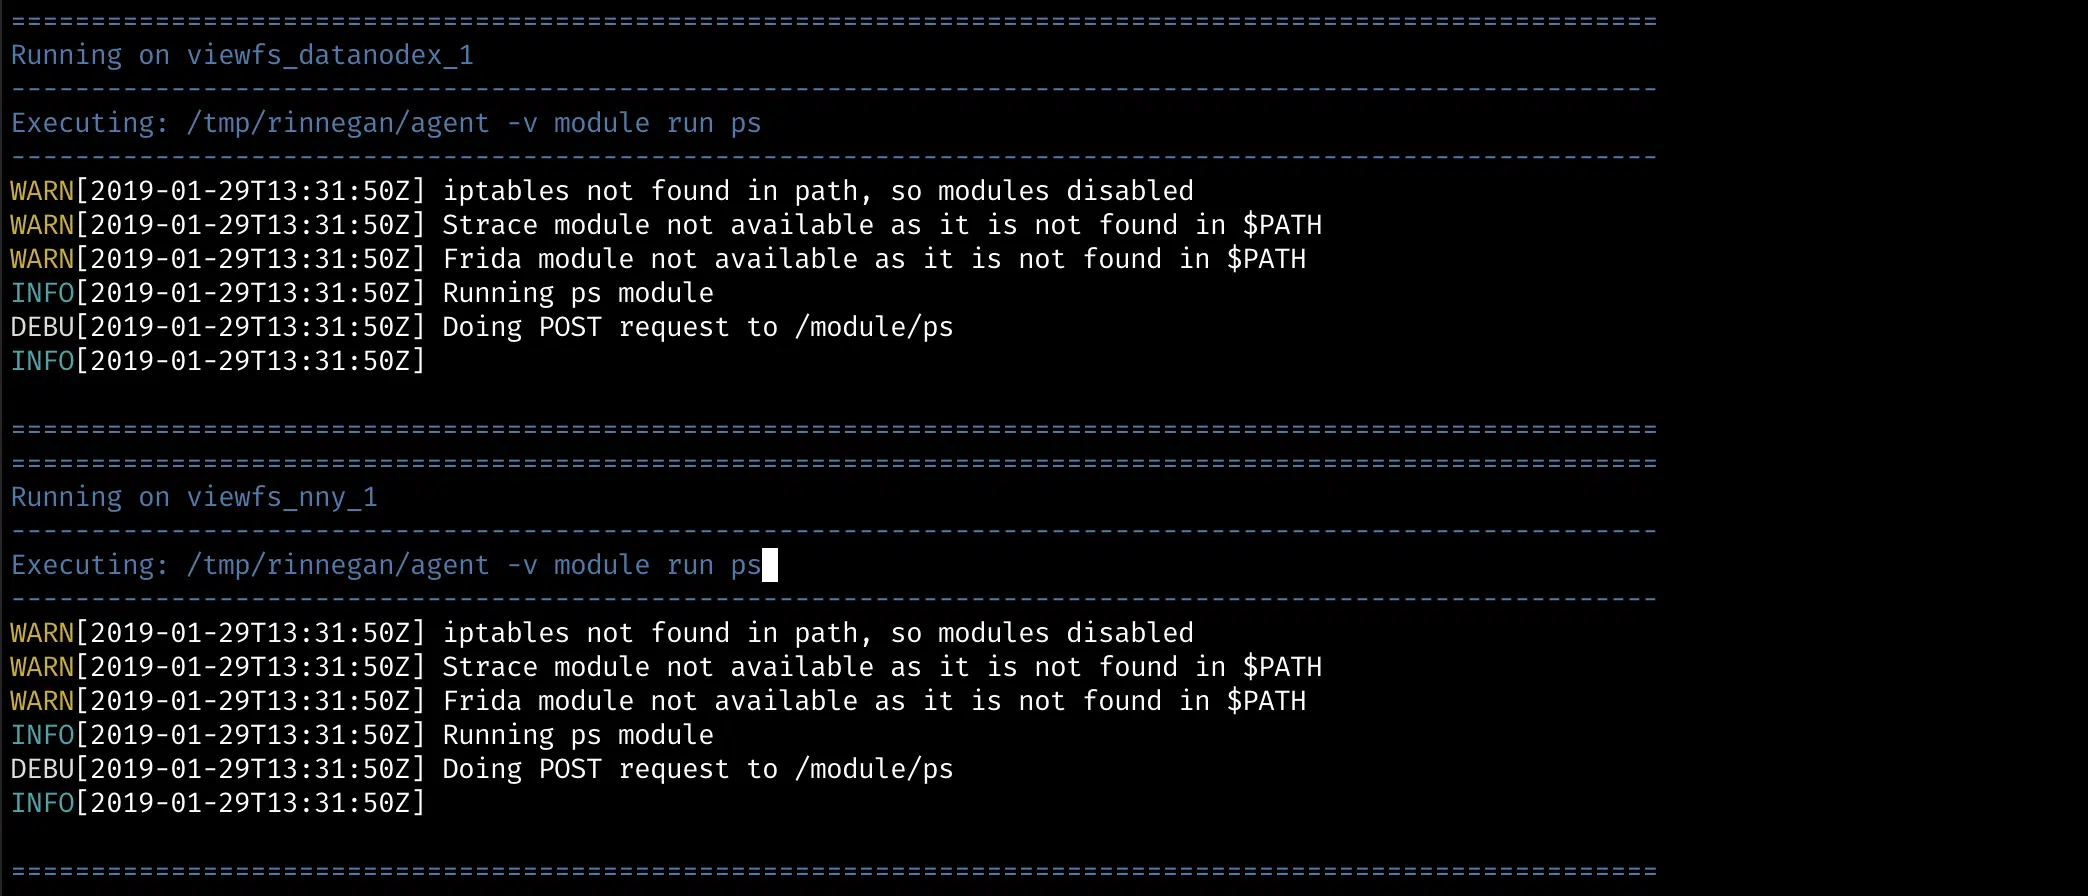 =======================================================================================================
Running on viewfs_datanodex_1
-------------------------------------------------------------------------------------------------------
Executing: /tmp/rinnegan/agent -v module run ps
-------------------------------------------------------------------------------------------------------
WARN[2019-01-29T13:31:50Z] iptables not found in path, so modules disabled
WARN[2019-01-29T13:31:50Z] Strace module not available as it is not found in $PATH
WARN[2019-01-29T13:31:50Z] Frida module not available as it is not found in $PATH
INFO[2019-01-29T13:31:50Z] Running ps module
DEBU[2019-01-29T13:31:50Z] Doing POST request to /module/ps
INFO[2019-01-29T13:31:50Z]
=======================================================================================================
=======================================================================================================
Running on viewfs_nny_1
-------------------------------------------------------------------------------------------------------
Executing: /tmp/rinnegan/agent -v module run ps
-------------------------------------------------------------------------------------------------------
WARN[2019-01-29T13:31:50Z] iptables not found in path, so modules disabled
WARN[2019-01-29T13:31:50Z] Strace module not available as it is not found in $PATH
WARN[2019-01-29T13:31:50Z] Frida module not available as it is not found in $PATH
INFO[2019-01-29T13:31:50Z] Running ps module
DEBU[2019-01-29T13:31:50Z] Doing POST request to /module/ps
INFO[2019-01-29T13:31:50Z]
=======================================================================================================